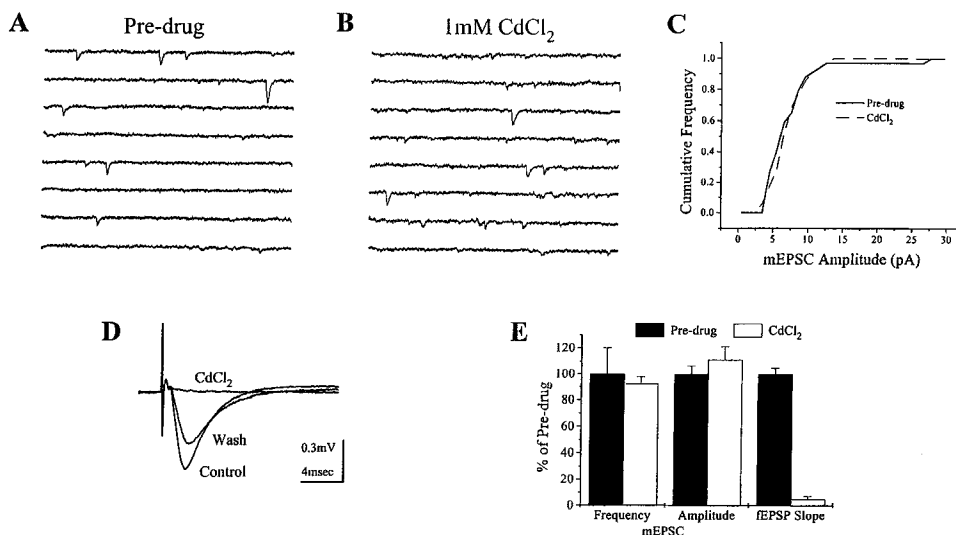 A
Pre-drug
B
1mM CdCl₂
C
Cumulative Frequency
1.0
0.8
0.6
0.4
0.2
0.0
Pre-drug
CdCl₂
0 5 10 15 20 25 30
mEPSC Amplitude (pA)
D
CdCl₂
Wash
Control
0.3mV
4msec
E
Pre-drug CdCl₂
% of Pre-drug
120
100
80
60
40
20
0
Frequency Amplitude fEPSP Slope
mEPSC